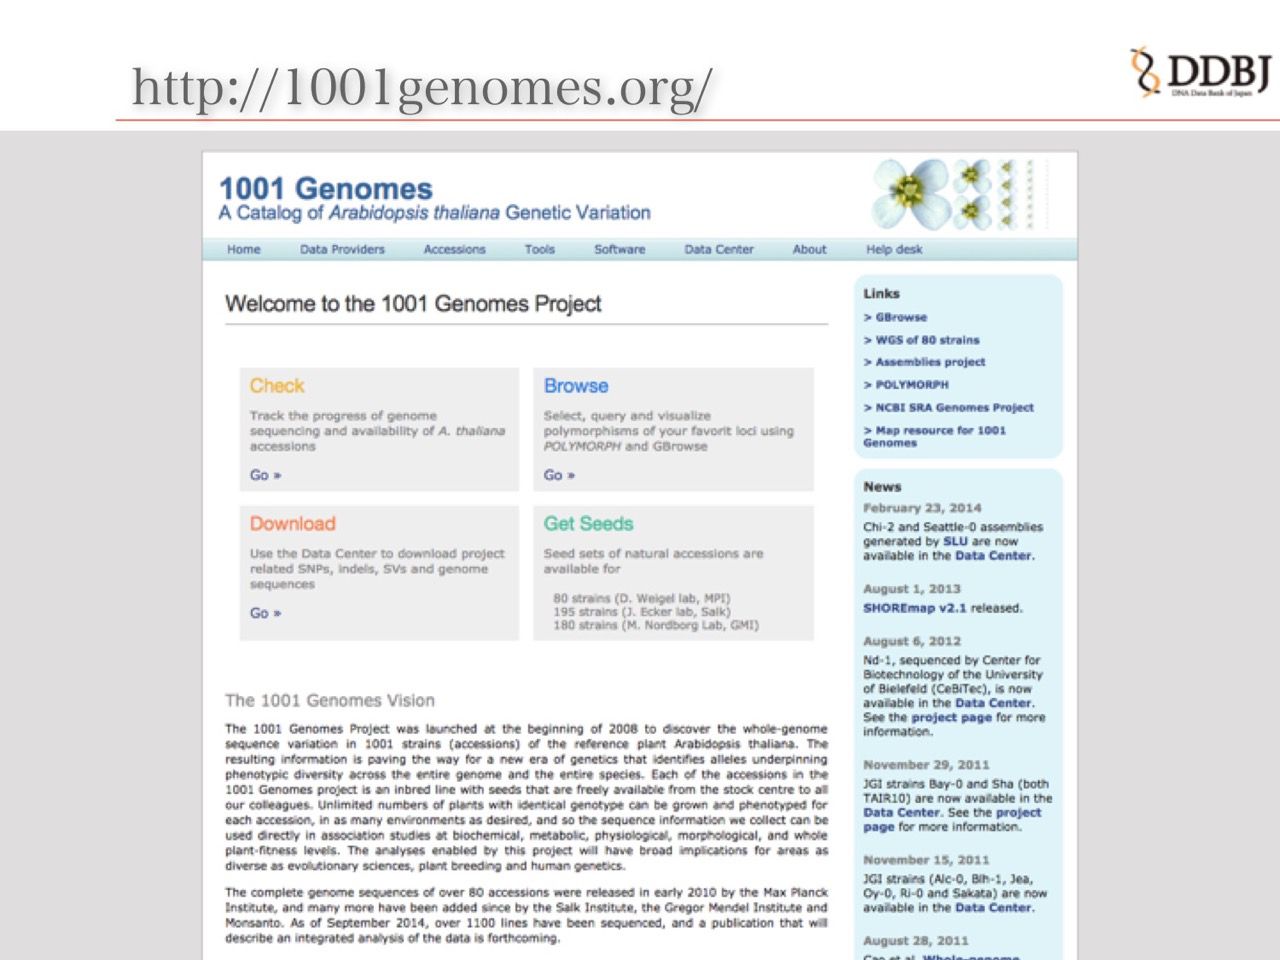 http://1001genomes.org/
DDBJ
DNA Data Bank of Japan
1001 Genomes
A Catalog of Arabidopsis thaliana Genetic Variation
Home Data Providers Accessions Tools Software Data Center About Help desk
Welcome to the 1001 Genomes Project
Check
Track the progress of genome
sequencing and availability of A. thaliana
accessions
Go »
Browse
Select, query and visualize
polymorphisms of your favorit loci using
POLYMORPH and GBrowse
Go »
Download
Use the Data Center to download project
related SNPs, indels, SVs and genome
sequences
Go »
Get Seeds
Seed sets of natural accessions are
available for
80 strains (D. Weigel lab, MPI)
195 strains (J. Ecker lab, Salk)
180 strains (M. Nordborg Lab, GMI)
The 1001 Genomes Vision
The 1001 Genomes Project was launched at the beginning of 2008 to discover the whole-genome
sequence variation in 1001 strains (accessions) of the reference plant Arabidopsis thaliana. The
resulting information is paving the way for a new era of genetics that identifies alleles underpinning
phenotypic diversity across the entire genome and the entire species. Each of the accessions in the
1001 Genomes project is an inbred line with seeds that are freely available from the stock centre to all
our colleagues. Unlimited numbers of plants with identical genotype can be grown and phenotyped for
each accession, in as many environments as desired, and so the sequence information we collect can be
used directly in association studies at biochemical, metabolic, physiological, morphological, and whole
plant-fitness levels. The analyses enabled by this project will have broad implications for areas as
diverse as evolutionary sciences, plant breeding and human genetics.
The complete genome sequences of over 80 accessions were released in early 2010 by the Max Planck
Institute, and many more have been added since by the Salk Institute, the Gregor Mendel Institute and
Monsanto. As of September 2014, over 1100 lines have been sequenced, and a publication that will
describe an integrated analysis of the data is forthcoming.
Links
> GBrowse
> WGS of 80 strains
> Assemblies project
> POLYMORPH
> NCBI SRA Genomes Project
> Map resource for 1001
Genomes
News
February 23, 2014
Chi-2 and Seattle-0 assemblies
generated by SLU are now
available in the Data Center.
August 1, 2013
SHOREmap v2.1 released.
August 6, 2012
Nd-1, sequenced by Center for
Biotechnology of the University
of Bielefeld (CeBiTec), is now
available in the Data Center.
See the project page for more
information.
November 29, 2011
JGI strains Bay-0 and Sha (both
TAIR10) are now available in the
Data Center. See the project
page for more information.
November 15, 2011
JGI strains (Alc-0, Blh-1, Jea,
Oy-0, Ri-0 and Sakata) are now
available in the Data Center.
August 28, 2011
Cao et al. Whole-genome